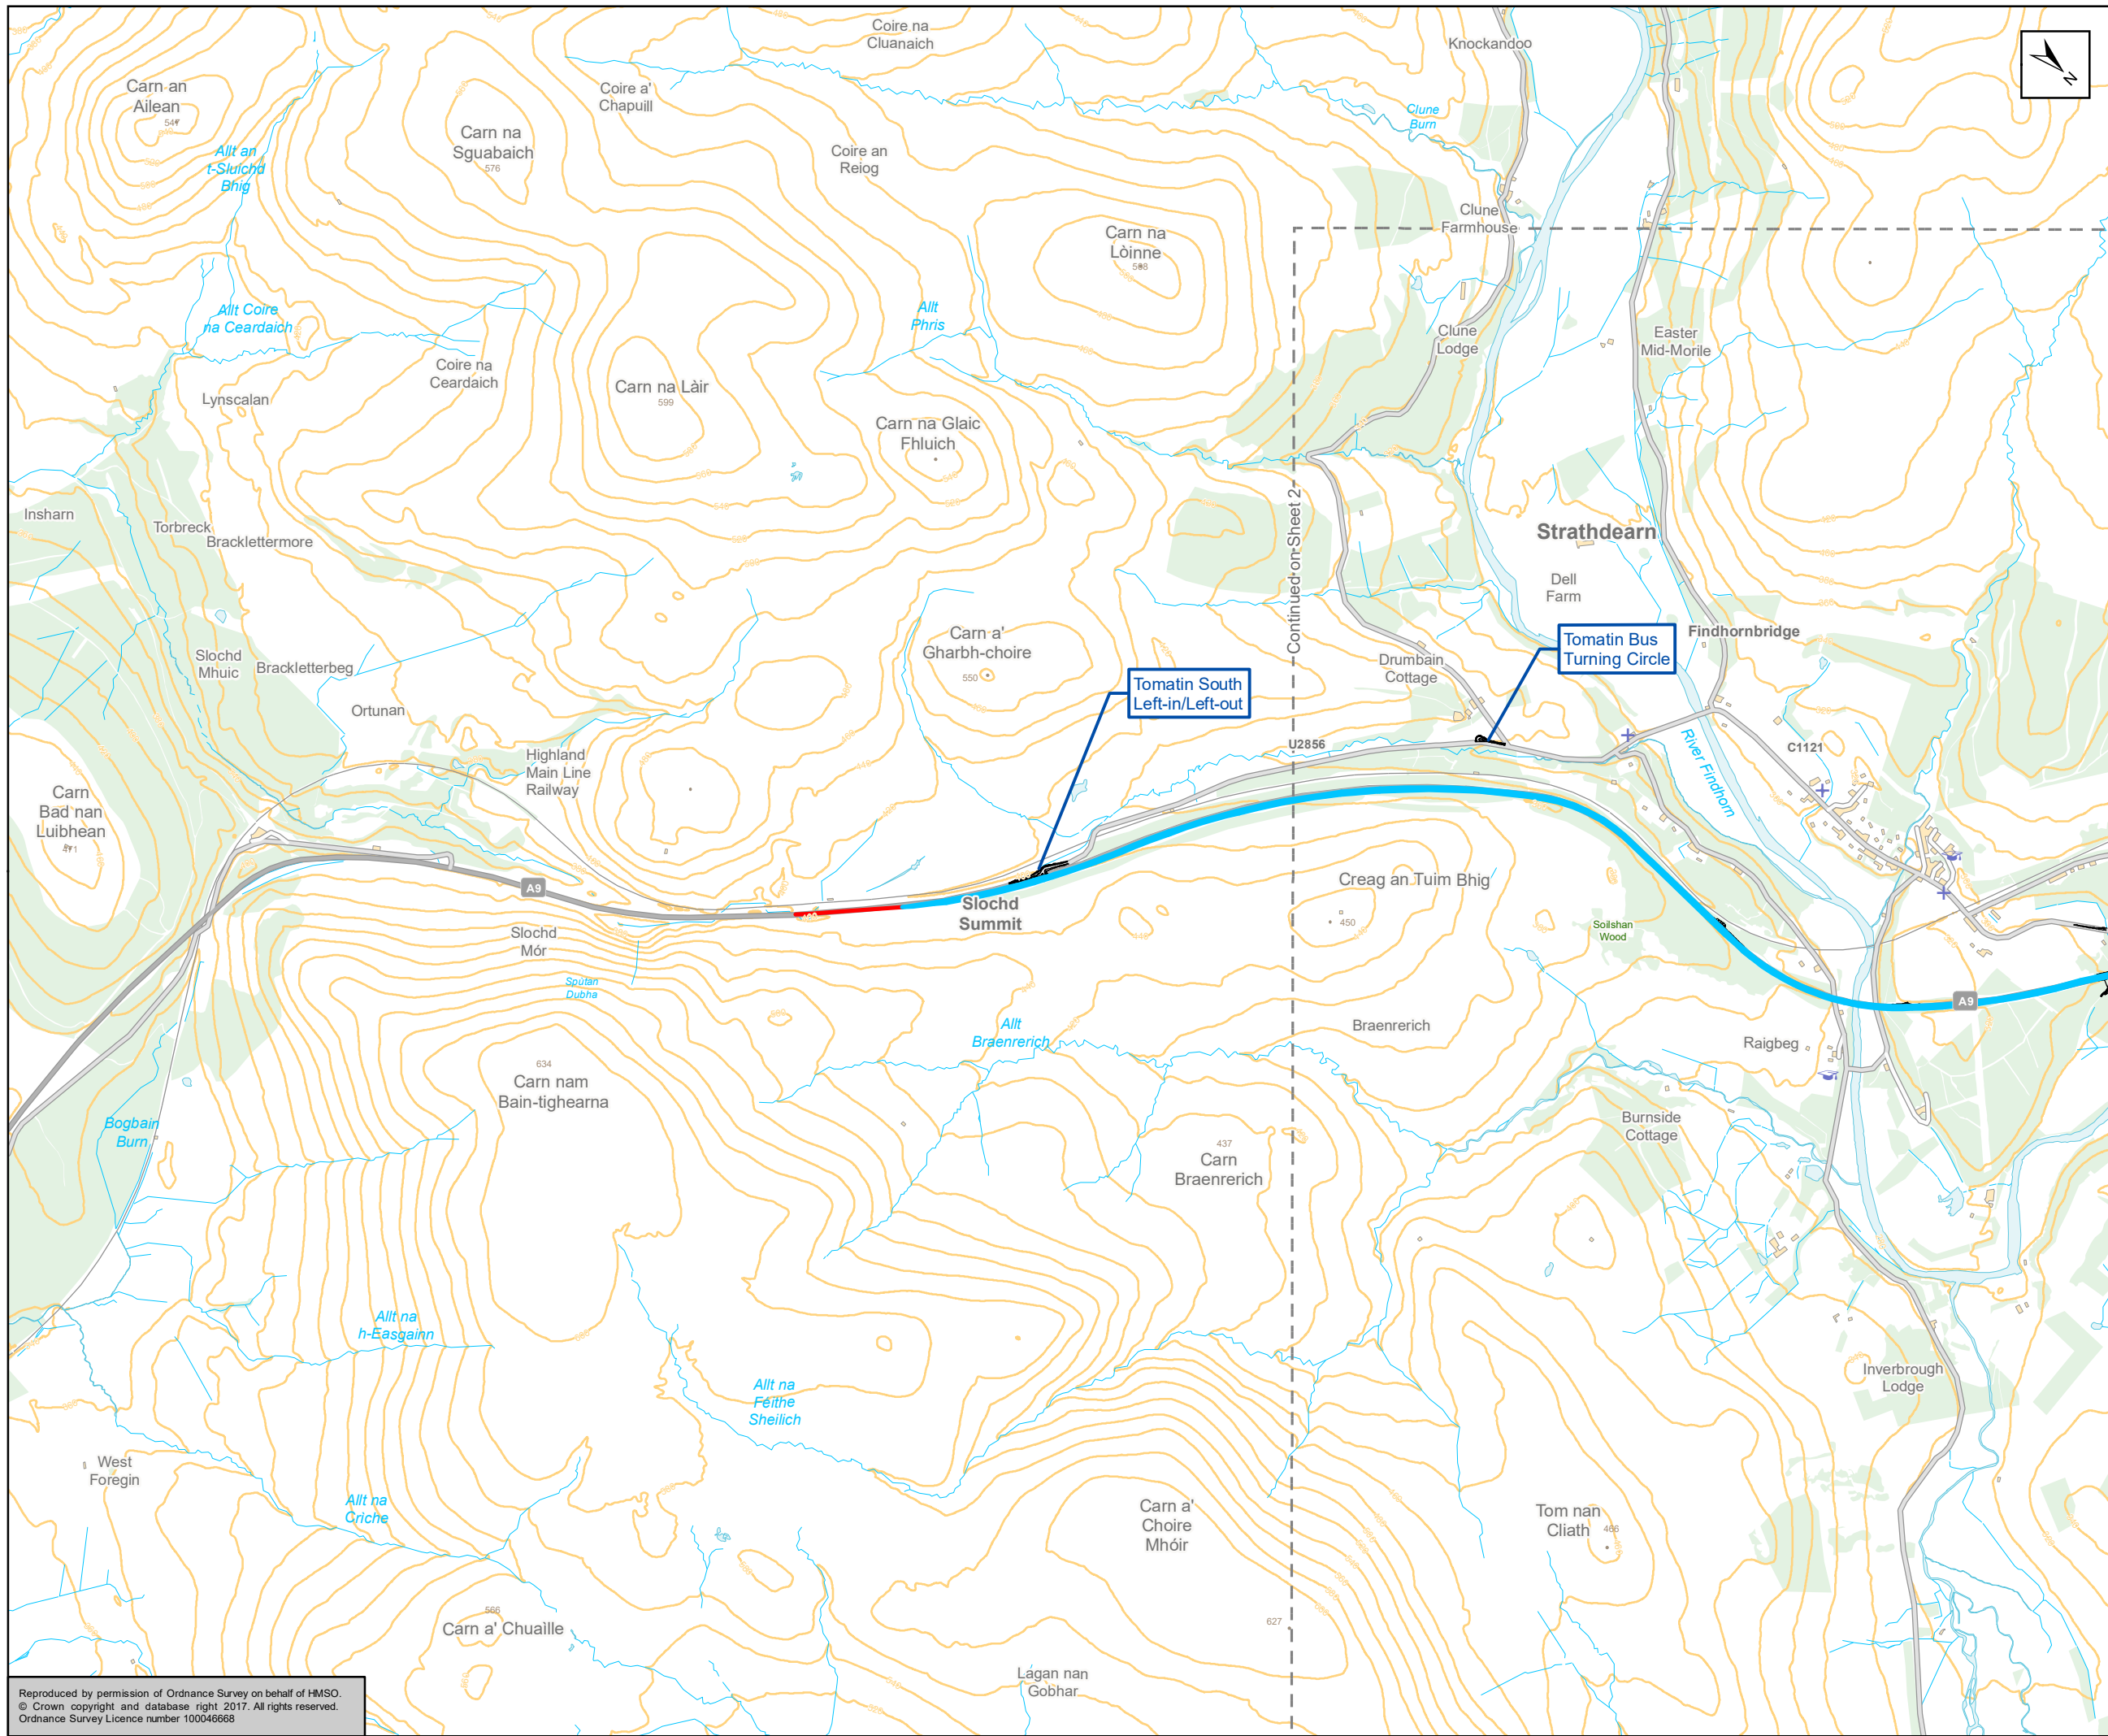 Coire na
Cluanaich
Knockandoo
N
Carn an
Ailean
547
Coire a'
Chapuill
Carn na
Sguabaich
576
Clune
Burn
Allt an
t-Sluichd
Bhig
Coire an
Reiog
Clune
Farmhouse
Carn na
Lòinne
568
Allt Coire
na Ceardaich
Allt
Phris
Clune
Lodge
Easter
Mid-Morile
Coire na
Ceardaich
Carn na Làir
599
Lynscalan
Carn na Glaic
Fhluich
Continued on Sheet 2
Insharn
Torbreck
Bracklettermore
Strathdearn
Dell
Farm
Slochd
Mhuic
Brackletterbeg
Carn a'
Gharbh-choire
550
Tomatin Bus
Turning Circle
Findhornbridge
Drumbain
Cottage
Tomatin South
Left-in/Left-out
Ortunan
U2856
C1121
River Findhorn
Highland
Main Line
Railway
Carn
Bad nan
Luibhean
471
A9
Creag an Tuim Bhig
450
Slochd
Summit
Slochd
Mór
Soilshan
Wood
Spùtan
Dubha
A9
Allt
Braenrerich
Braenrerich
Raigbeg
634
Carn nam
Bain-tighearna
Bogbain
Burn
Burnside
Cottage
437
Carn
Braenrerich
Allt na
h-Easgainn
Inverbrough
Lodge
Allt na
Féithe
Sheilich
West
Foregin
Allt na
Criche
Carn a'
Choire
Mhóir
Tom nan
Cliath
466
566
Carn a' Chuaille
627
Lagan nan
Gobhar
Reproduced by permission of Ordnance Survey on behalf of HMSO.
© Crown copyright and database right 2017. All rights reserved.
Ordnance Survey Licence number 100046668